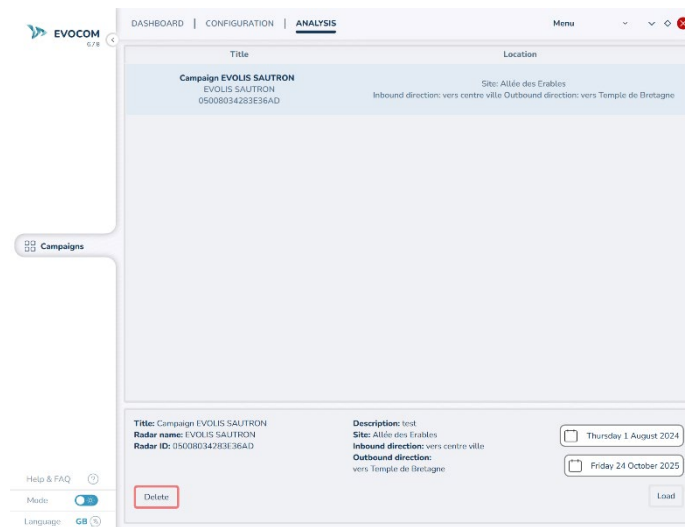 EVOCOM
6/8
DASHBOARD | CONFIGURATION | ANALYSIS
Menu
Title
Location
Campaign EVOLIS SAUTRON
EVOLIS SAUTRON
05008034283E36AD
Site: Allée des Erables
Inbound direction: vers centre ville Outbound direction: vers Temple de Bretagne
Campaigns
Title: Campaign EVOLIS SAUTRON
Radar name: EVOLIS SAUTRON
Radar ID: 05008034283E36AD
Description: test
Site: Allée des Erables
Inbound direction: vers centre ville
Outbound direction:
vers Temple de Bretagne
Thursday 1 August 2024
Friday 24 October 2025
Delete
Load
Help & FAQ ?
Mode
Language GB